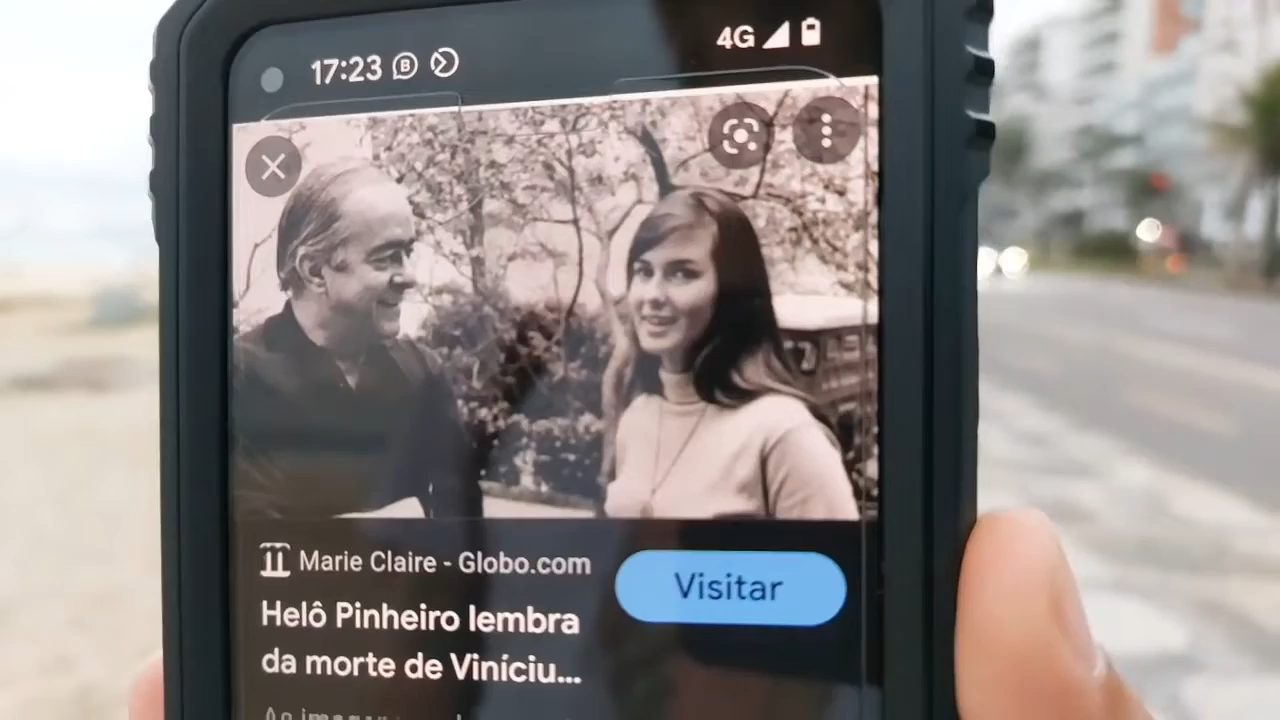 17:23
4G
Marie Claire - Globo.com
Visitar
Helô Pinheiro lembra
da morte de Viníciu...